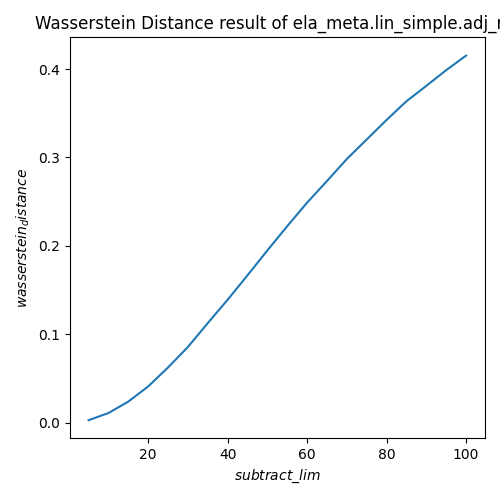 Wasserstein Distance result of ela_meta.lin_simple.adj_r
0.4
0.3
0.2
0.1
0.0
wasserstein_distance
20 40 60 80 100
subtract_lim